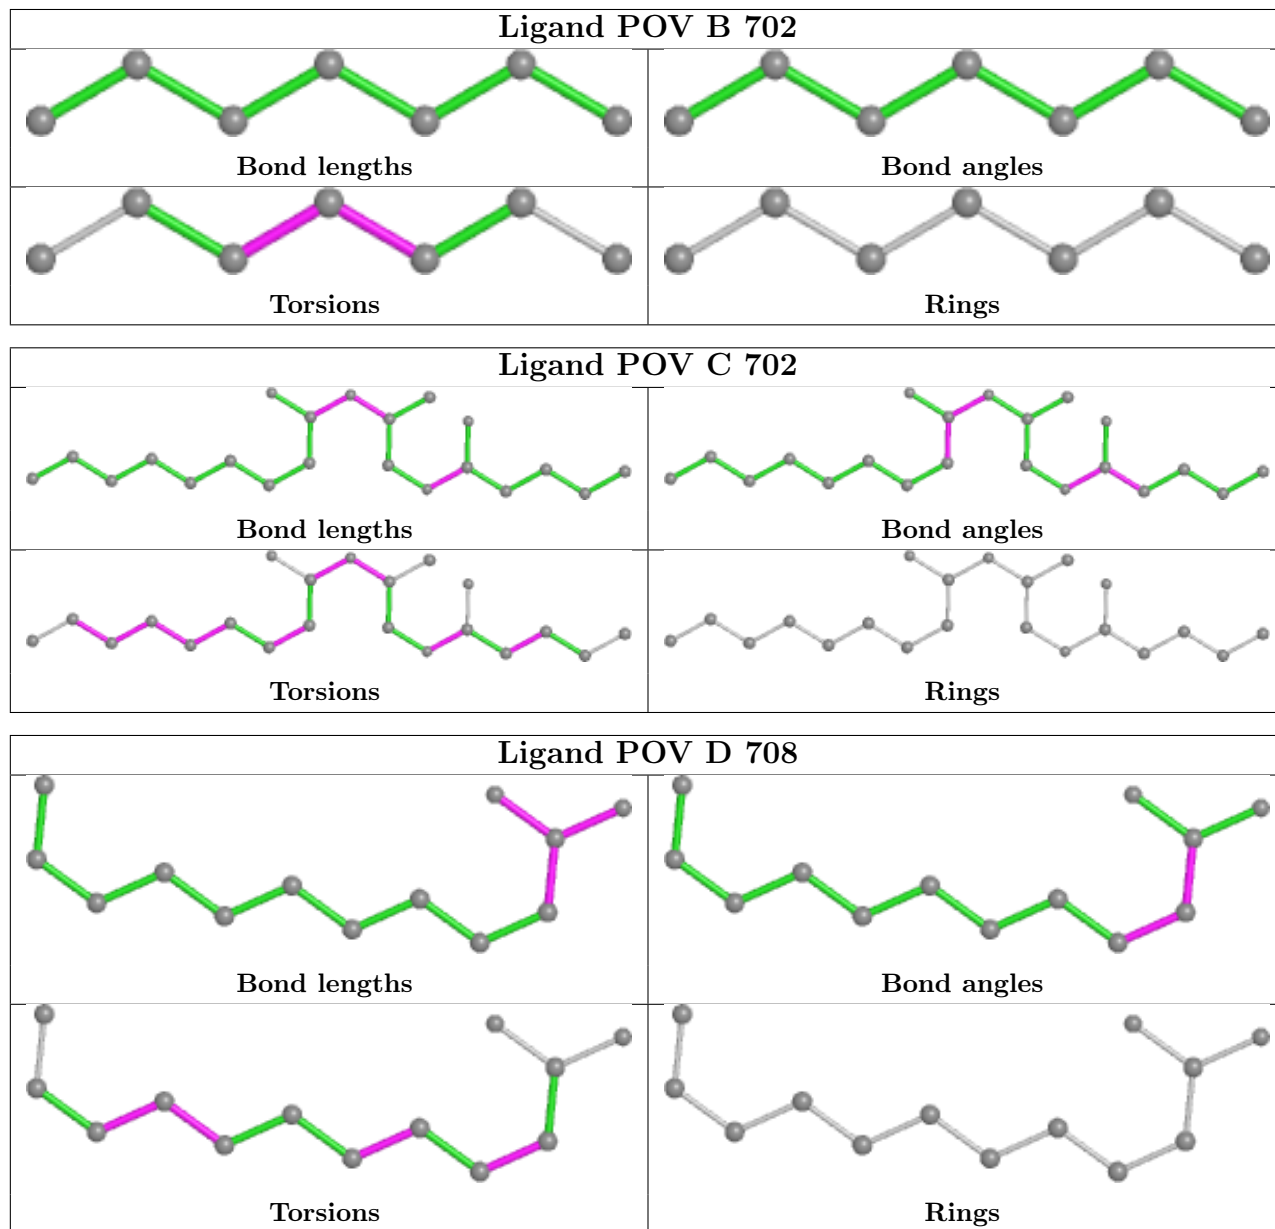 Ligand POV B 702
Bond lengths
Bond angles
Torsions
Rings
Ligand POV C 702
Bond lengths
Bond angles
Torsions
Rings
Ligand POV D 708
Bond lengths
Bond angles
Torsions
Rings